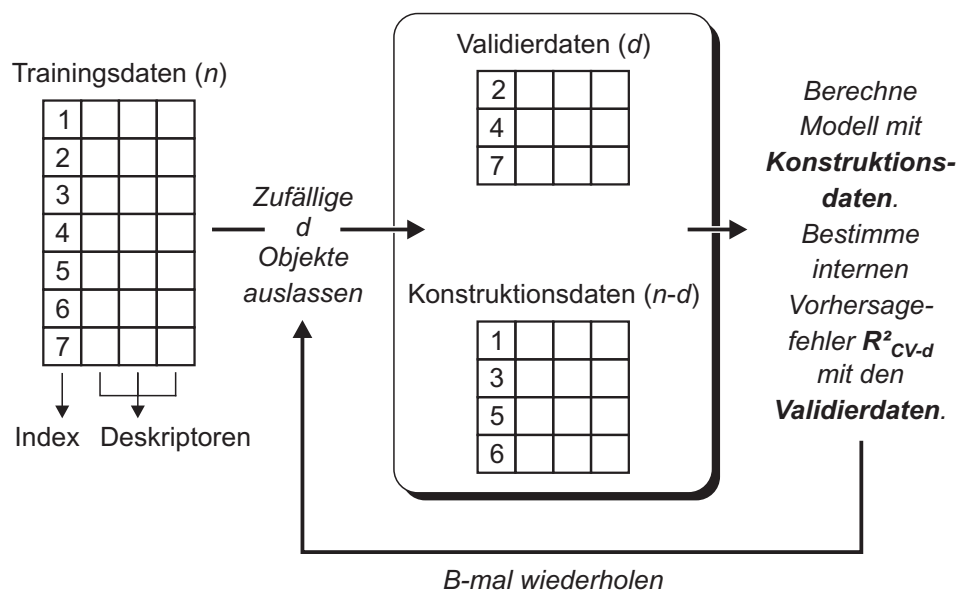 Trainingsdaten (n)
1
2
3
4
5
6
7
Index
Deskriptoren
Zufällige
d
Objekte
auslassen
Validierdaten (d)
2
4
7
Konstruktionsdaten (n-d)
1
3
5
6
Berechne
Modell mit
Konstruktions-
daten.
Bestimme
internen
Vorhersage-
fehler R²CV-d
mit den
Validierdaten.
B-mal wiederholen